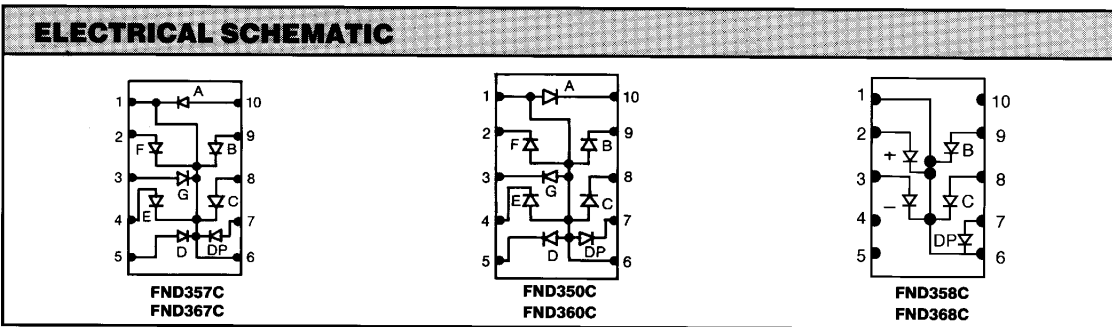 ELECTRICAL SCHEMATIC
A
1
10
2
9
F
B
3
8
G
E
C
4
7
5
D
DP
6
FND357C
FND367C
A
1
10
2
9
F
B
3
8
G
E
C
4
7
5
D
DP
6
FND350C
FND360C
1
10
2
9
+
B
3
8
–
C
4
7
DP
5
6
FND358C
FND368C